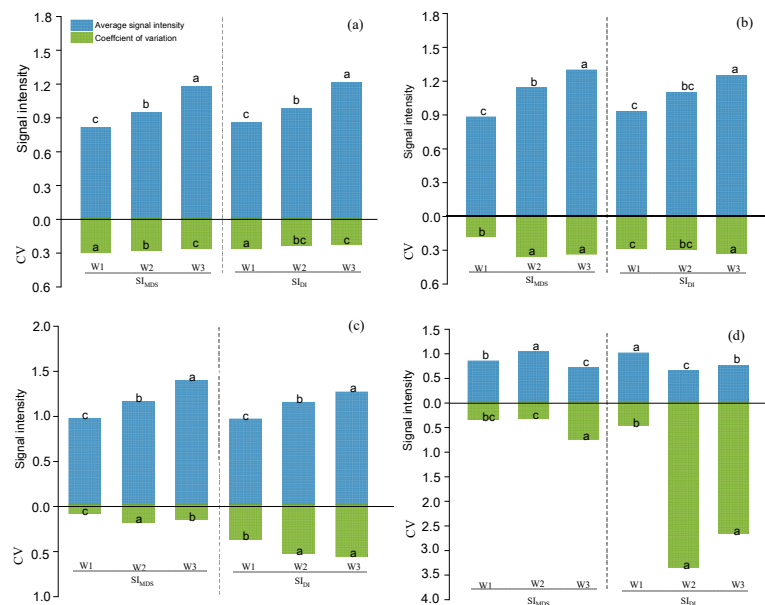 1.8
1.5
1.2
0.9
0.6
0.3
0.0
0.3
0.6
Signal intensity
CV
Average signal intensity
Coeffcient of variation
(a)
c
b
a
c
b
a
a
b
c
a
bc
c
W1 W2 W3 W1 W2 W3
SI_MDS SI_DI
1.8
1.5
1.2
0.9
0.6
0.3
0.0
0.3
0.6
Signal intensity
CV
(b)
c
b
a
c
bc
a
b
a
a
c
bc
a
W1 W2 W3 W1 W2 W3
SI_MDS SI_DI
2.0
1.5
1.0
0.5
0.0
0.5
1.0
Signal intensity
CV
(c)
c
b
a
c
b
a
c
a
b
b
a
a
W1 W2 W3 W1 W2 W3
SI_MDS SI_DI
1.5
1.0
0.5
0.0
0.5
1.0
1.5
2.0
2.5
3.0
3.5
4.0
Signal intensity
CV
(d)
b
a
c
a
c
b
bc
c
a
b
a
a
W1 W2 W3 W1 W2 W3
SI_MDS SI_DI